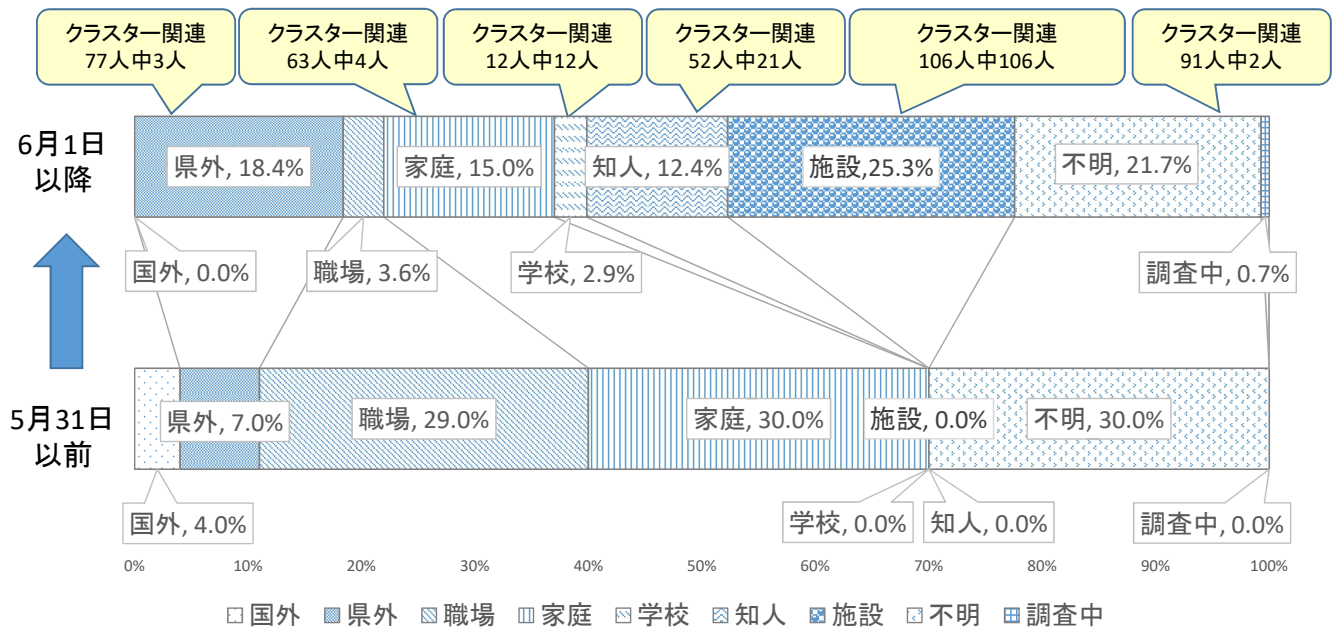 クラスター関連
77人中3人
クラスター関連
63人中4人
クラスター関連
12人中12人
クラスター関連
52人中21人
クラスター関連
106人中106人
クラスター関連
91人中2人
6月1日
以降
県外, 18.4%
家庭, 15.0%
知人, 12.4%
施設,25.3%
不明, 21.7%
国外, 0.0%
職場, 3.6%
学校, 2.9%
調査中, 0.7%
5月31日
以前
県外, 7.0%
職場, 29.0%
家庭, 30.0%
施設, 0.0%
不明, 30.0%
国外, 4.0%
学校, 0.0%
知人, 0.0%
調査中, 0.0%
0% 10% 20% 30% 40% 50% 60% 70% 80% 90% 100%
国外 県外 職場 家庭 学校 知人 施設 不明 調査中